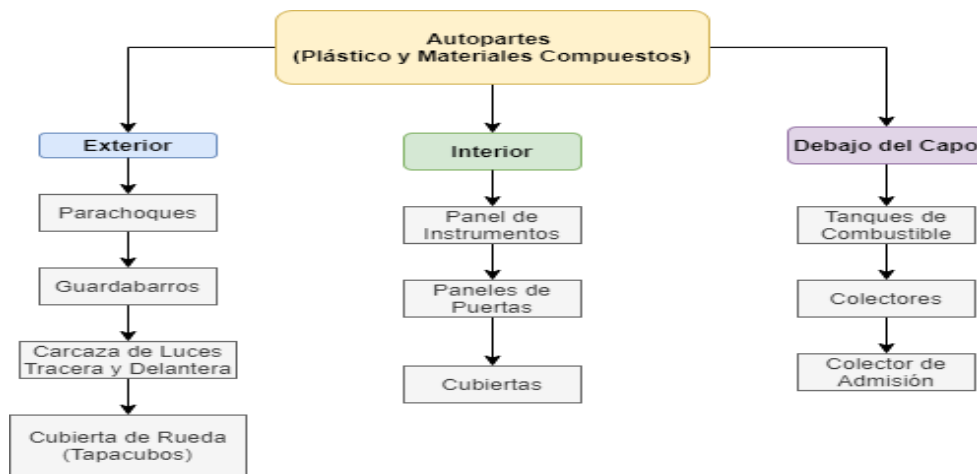 Autopartes
(Plástico y Materiales Compuestos)
Exterior
Parachoques
Guardabarros
Carcaza de Luces
Tracera y Delantera
Cubierta de Rueda
(Tapacubos)
Interior
Panel de
Instrumentos
Paneles de
Puertas
Cubiertas
Debajo del Capo
Tanques de
Combustible
Colectores
Colector de
Admisión